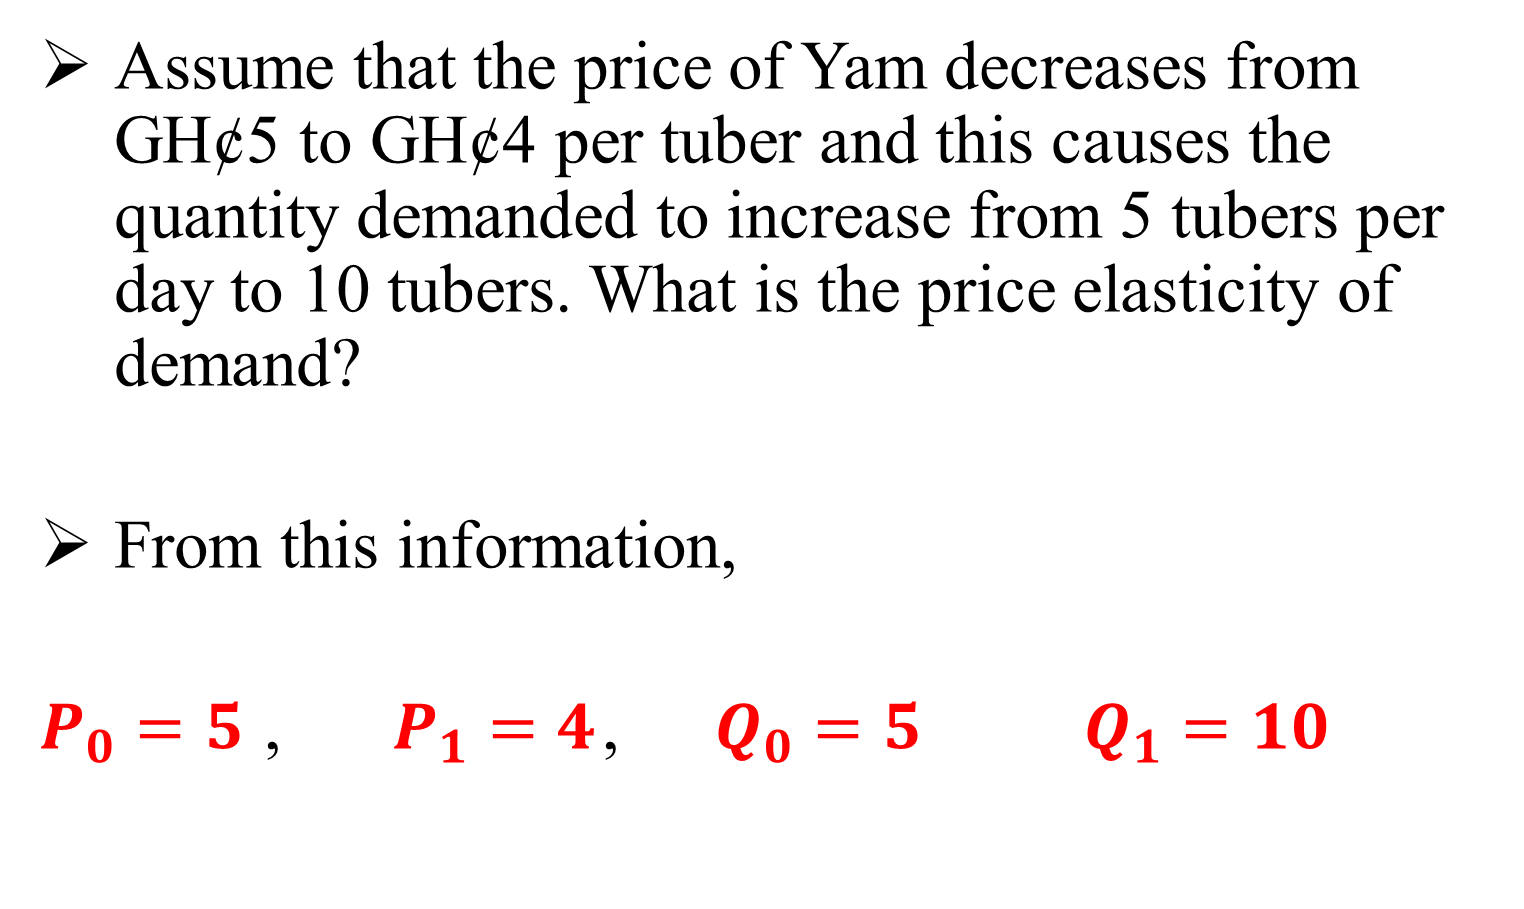 ➢ Assume that the price of Yam decreases from
GH¢5 to GH¢4 per tuber and this causes the
quantity demanded to increase from 5 tubers per
day to 10 tubers. What is the price elasticity of
demand?
➢ From this information,
P₀ = 5 , P₁ = 4, Q₀ = 5 Q₁ = 10